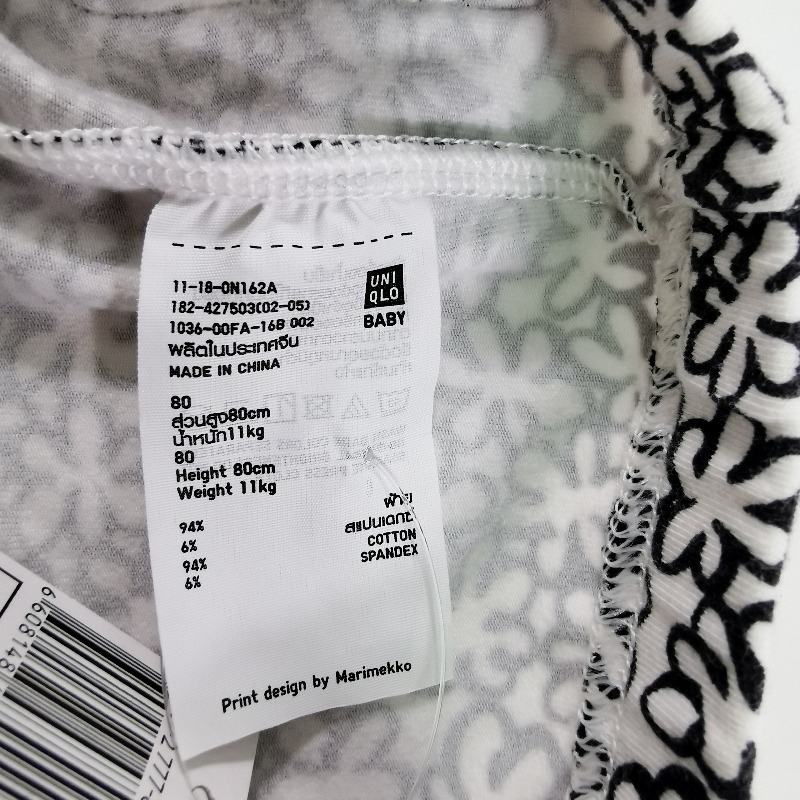 11-18-0N162A
182-427503(02-05)
1036-00FA-16B 002
ผลิตในประเทศจีน
MADE IN CHINA
UNI
QLO
BABY
80
ส่วนสูง80cm
น้ำหนัก11kg
80
Height 80cm
Weight 11kg
94% ฝ้าย
6% สแปนเดกซ์
94% COTTON
6% SPANDEX
Print design by Marimekko
6 608148